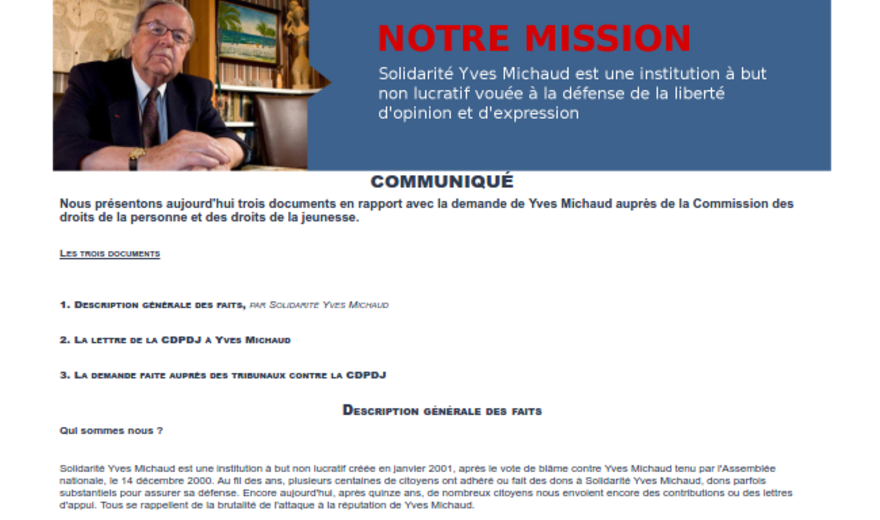 NOTRE MISSION
Solidarité Yves Michaud est une institution à but
non lucratif vouée à la défense de la liberté
d'opinion et d'expression
COMMUNIQUÉ
Nous présentons aujourd'hui trois documents en rapport avec la demande de Yves Michaud auprès de la Commission des
droits de la personne et des droits de la jeunesse.
Les trois documents
1. Description générale des faits, par Solidarité Yves Michaud
2. La lettre de la CDPDJ à Yves Michaud
3. La demande faite auprès des tribunaux contre la CDPDJ
Description générale des faits
Qui sommes nous ?
Solidarité Yves Michaud est une institution à but non lucratif créée en janvier 2001, après le vote de blâme contre Yves Michaud tenu par l'Assemblée
nationale, le 14 décembre 2000. Au fil des ans, plusieurs centaines de citoyens ont adhéré ou fait des dons à Solidarité Yves Michaud, dons parfois
substantiels pour assurer sa défense. Encore aujourd'hui, après quinze ans, de nombreux citoyens nous envoient encore des contributions ou des lettres
d'appui. Tous se rappellent de la brutalité de l'attaque à la réputation de Yves Michaud.